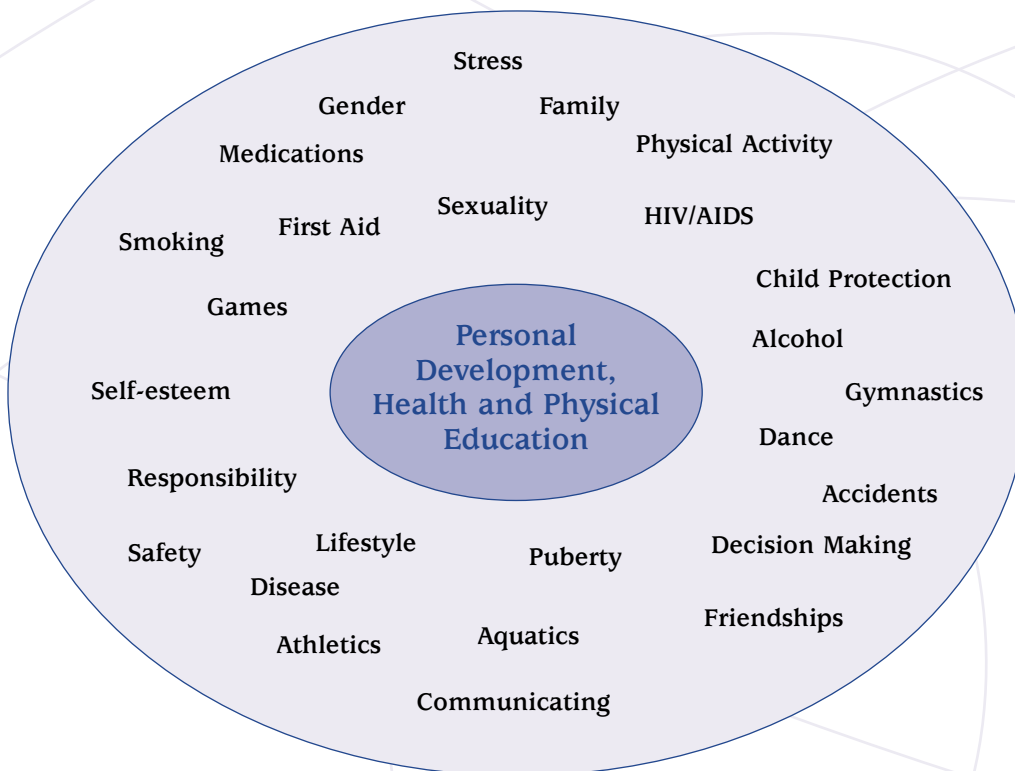 Stress
Gender
Family
Physical Activity
Medications
Sexuality
HIV/AIDS
First Aid
Smoking
Child Protection
Games
Personal
Development,
Health and Physical
Education
Alcohol
Self-esteem
Gymnastics
Dance
Responsibility
Accidents
Safety
Lifestyle
Puberty
Decision Making
Disease
Friendships
Athletics
Aquatics
Communicating